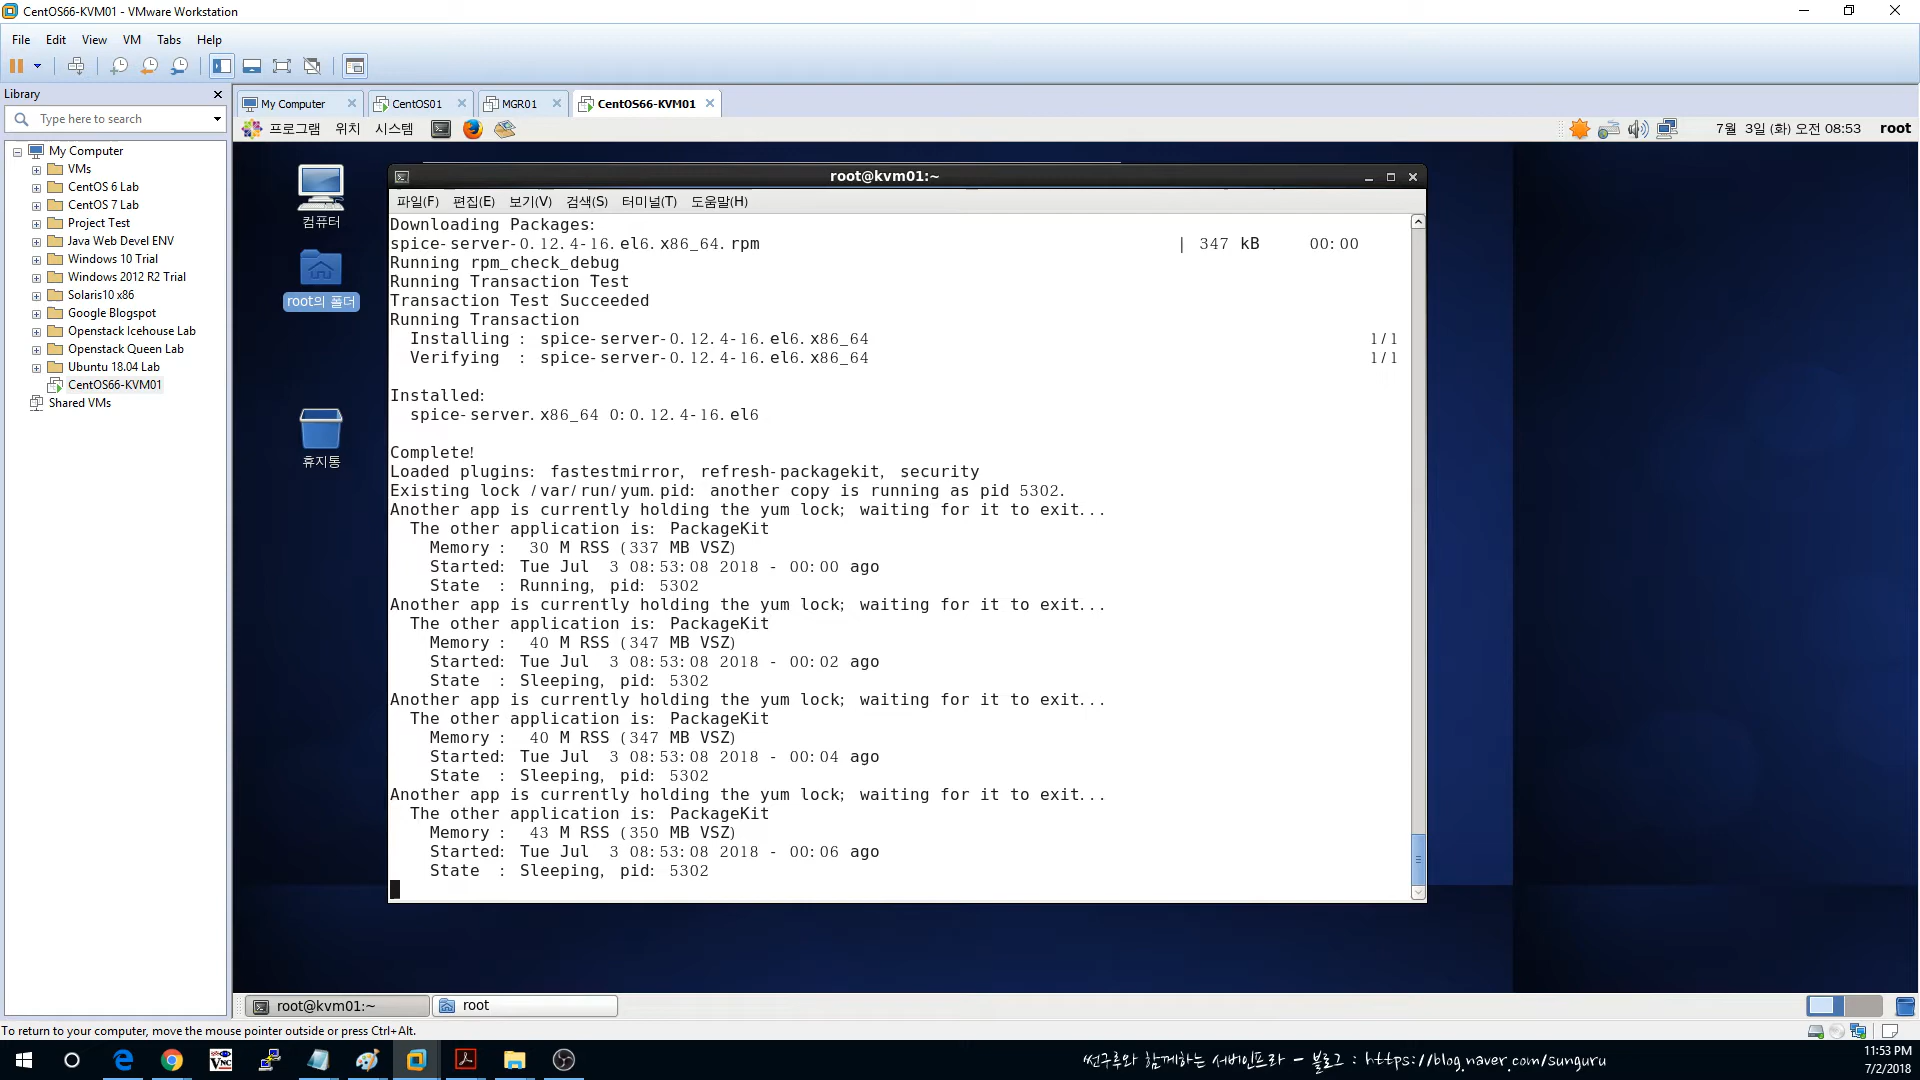 CentOS66-KVM01 - VMware Workstation
File Edit View VM Tabs Help
Library
Type here to search
My Computer
VMs
CentOS 6 Lab
CentOS 7 Lab
Project Test
Java Web Devel ENV
Windows 10 Trial
Windows 2012 R2 Trial
Solaris10 x86
Google Blogspot
Openstack Icehouse Lab
Openstack Queen Lab
Ubuntu 18.04 Lab
CentOS66-KVM01
Shared VMs
My Computer CentOS01 MGR01 CentOS66-KVM01
프로그램 위치 시스템 7월 3일 (화) 오전 08:53 root
컴퓨터
root의 폴더
휴지통
root@kvm01:~
파일(F) 편집(E) 보기(V) 검색(S) 터미널(T) 도움말(H)
Downloading Packages:
spice-server-0.12.4-16.el6.x86_64.rpm | 347 kB 00:00
Running rpm_check_debug
Running Transaction Test
Transaction Test Succeeded
Running Transaction
Installing : spice-server-0.12.4-16.el6.x86_64 1/1
Verifying : spice-server-0.12.4-16.el6.x86_64 1/1
Installed:
spice-server.x86_64 0:0.12.4-16.el6
Complete!
Loaded plugins: fastestmirror, refresh-packagekit, security
Existing lock /var/run/yum.pid: another copy is running as pid 5302.
Another app is currently holding the yum lock; waiting for it to exit...
The other application is: PackageKit
Memory : 30 M RSS (337 MB VSZ)
Started: Tue Jul 3 08:53:08 2018 - 00:00 ago
State : Running, pid: 5302
Another app is currently holding the yum lock; waiting for it to exit...
The other application is: PackageKit
Memory : 40 M RSS (347 MB VSZ)
Started: Tue Jul 3 08:53:08 2018 - 00:02 ago
State : Sleeping, pid: 5302
Another app is currently holding the yum lock; waiting for it to exit...
The other application is: PackageKit
Memory : 40 M RSS (347 MB VSZ)
Started: Tue Jul 3 08:53:08 2018 - 00:04 ago
State : Sleeping, pid: 5302
Another app is currently holding the yum lock; waiting for it to exit...
The other application is: PackageKit
Memory : 43 M RSS (350 MB VSZ)
Started: Tue Jul 3 08:53:08 2018 - 00:06 ago
State : Sleeping, pid: 5302
root@kvm01:~ root
To return to your computer, move the mouse pointer outside or press Ctrl+Alt.
VNC
썬구루와 함께하는 서버인프라 - 블로그 : https://blog.naver.com/sunguru
11:53 PM
7/2/2018